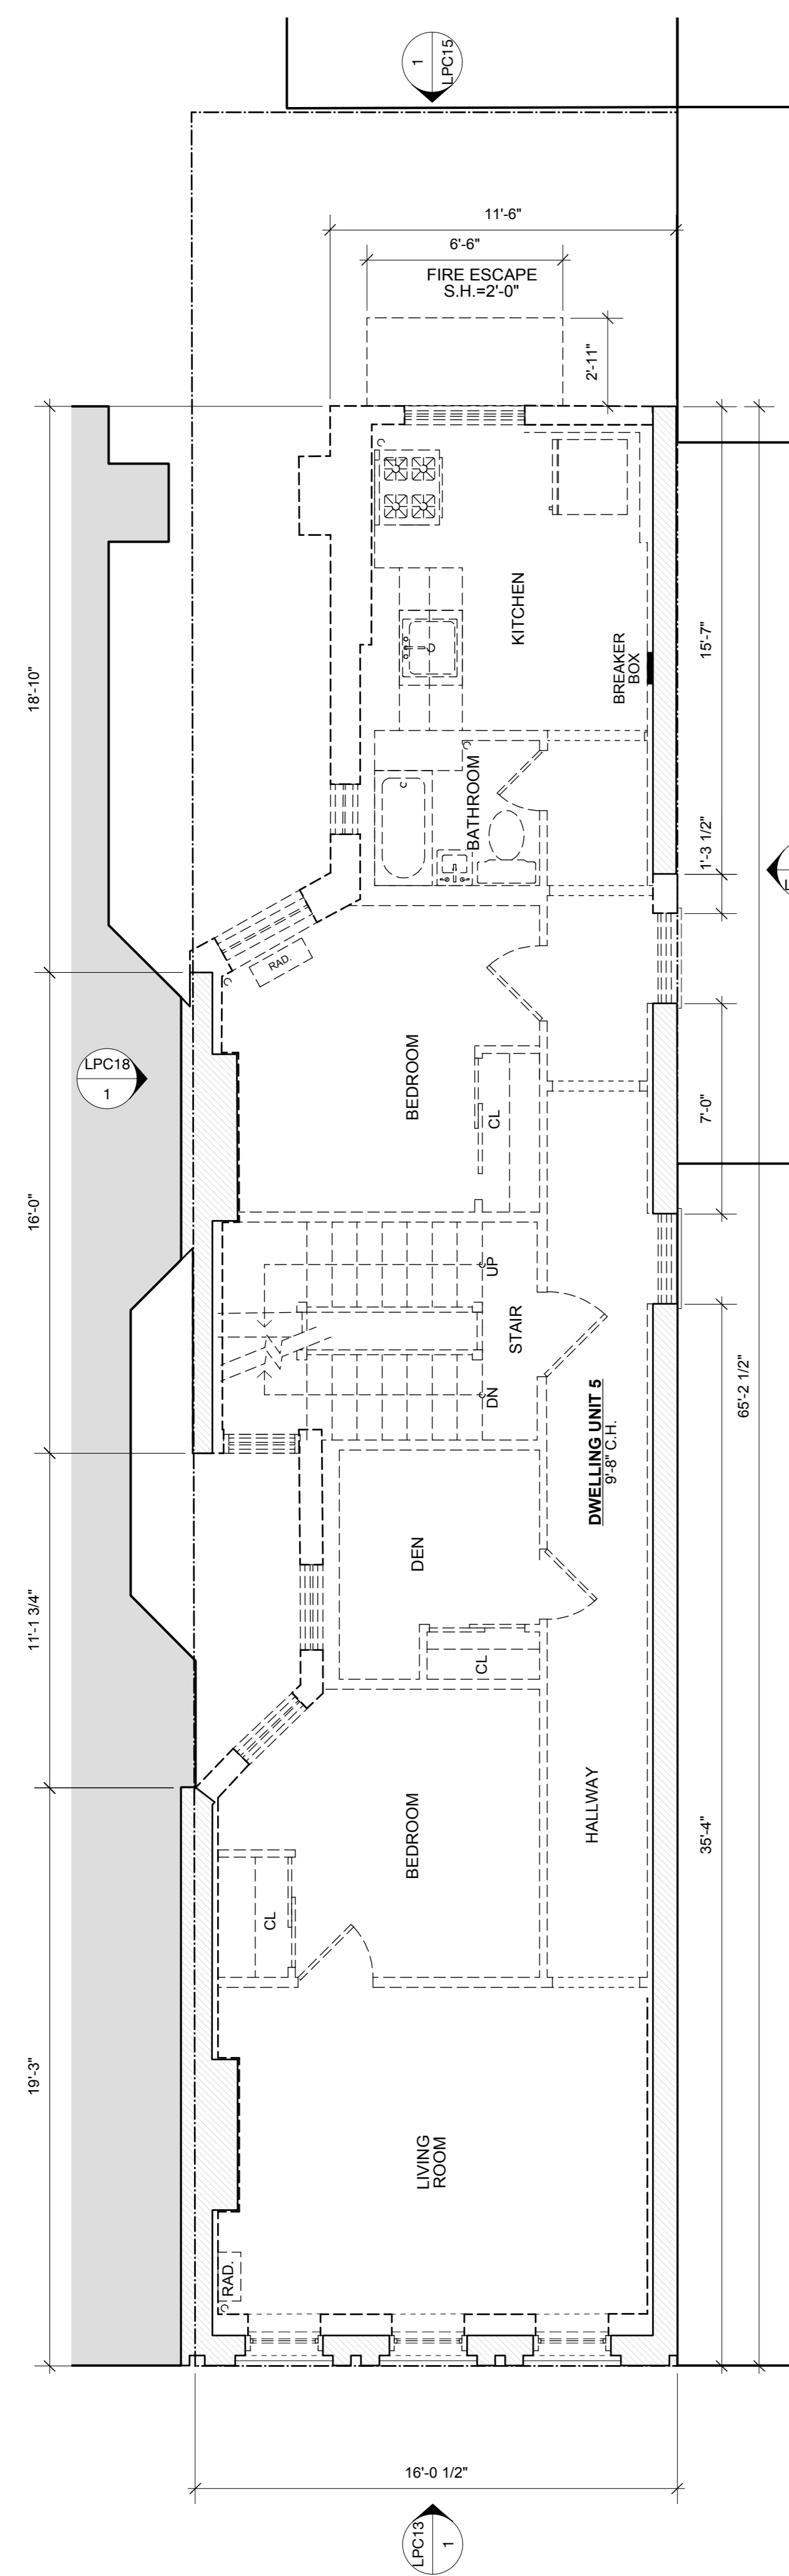 1
LPC15
11'-6"
6'-6"
FIRE ESCAPE
S.H.=2'-0"
2'-11"
18'-10"
KITCHEN
BREAKER
BOX
15'-7"
BATHROOM
1'-3 1/2"
RAD.
LPC18
1
BEDROOM
CL
7'-0"
16'-0"
UP
STAIR
DN
DWELLING UNIT 5
9'-8" C.H.
65'-2 1/2"
DEN
11'-1 3/4"
CL
BEDROOM
HALLWAY
35'-4"
CL
19'-3"
LIVING
ROOM
RAD.
16'-0 1/2"
LPC13
1